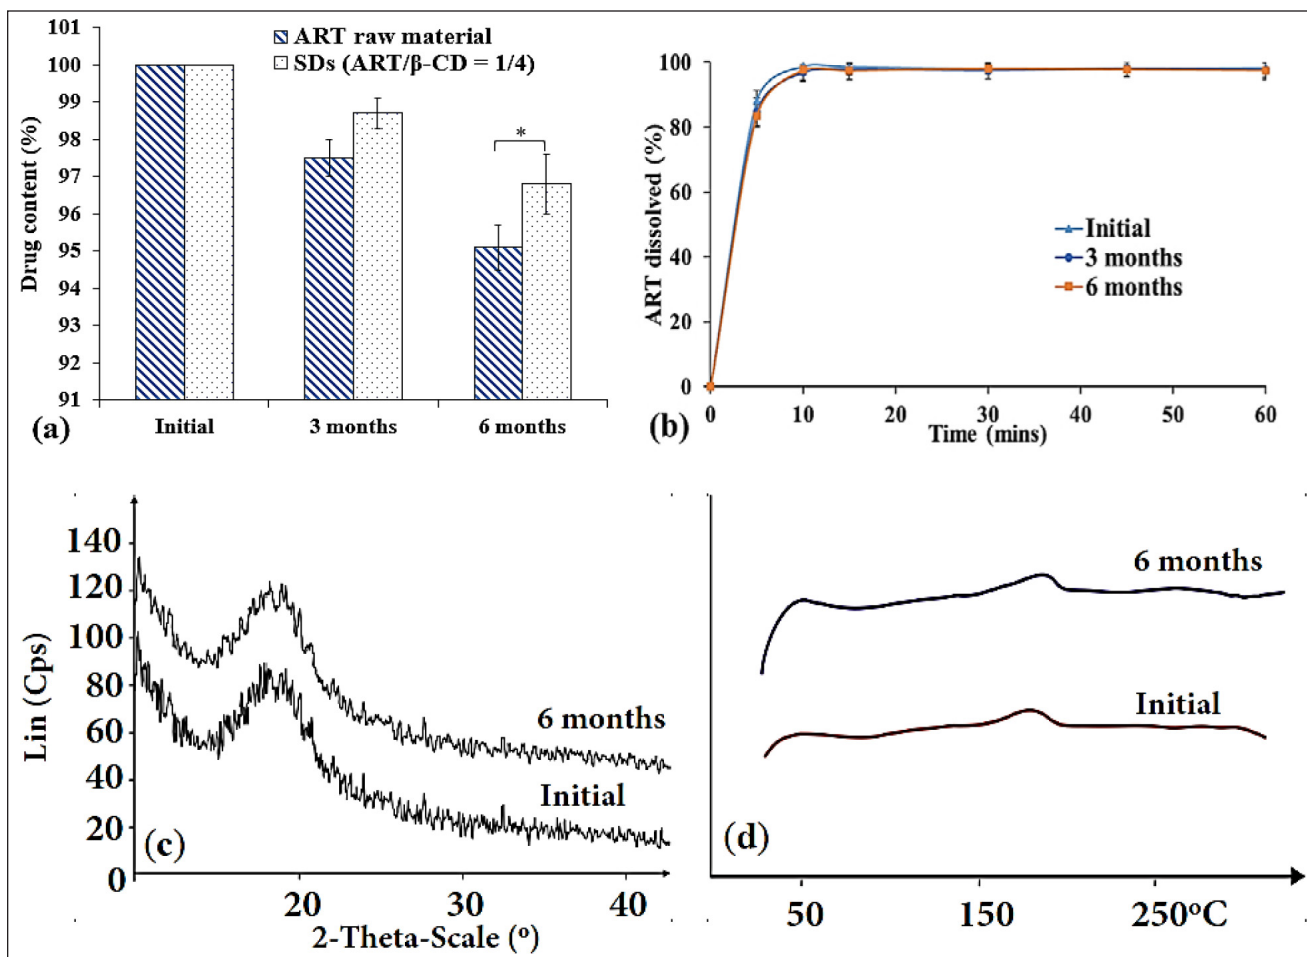 101
100
99
98
97
96
95
94
93
92
91
Drug content (%)
ART raw material
SDs (ART/β-CD = 1/4)
*
(a)
Initial
3 months
6 months
100
80
60
40
20
0
ART dissolved (%)
Initial
3 months
6 months
(b)
0
10
20
30
40
50
60
Time (mins)
140
120
100
80
60
40
20
0
Lin (Cps)
6 months
Initial
(c)
20
30
40
2-Theta-Scale (º)
6 months
Initial
(d)
50
150
250ºC